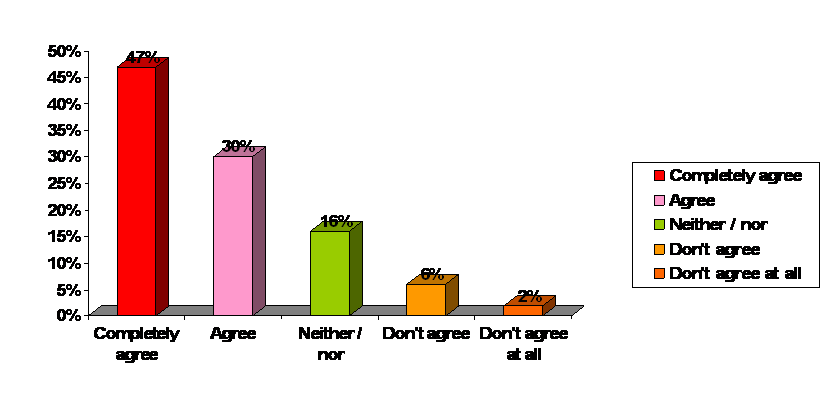 50%
45%
40%
35%
30%
25%
20%
15%
10%
5%
0%
47%
30%
16%
6%
2%
Completely
agree
Agree
Neither /
nor
Don't agree
Don't agree
at all
Completely agree
Agree
Neither / nor
Don't agree
Don't agree at all